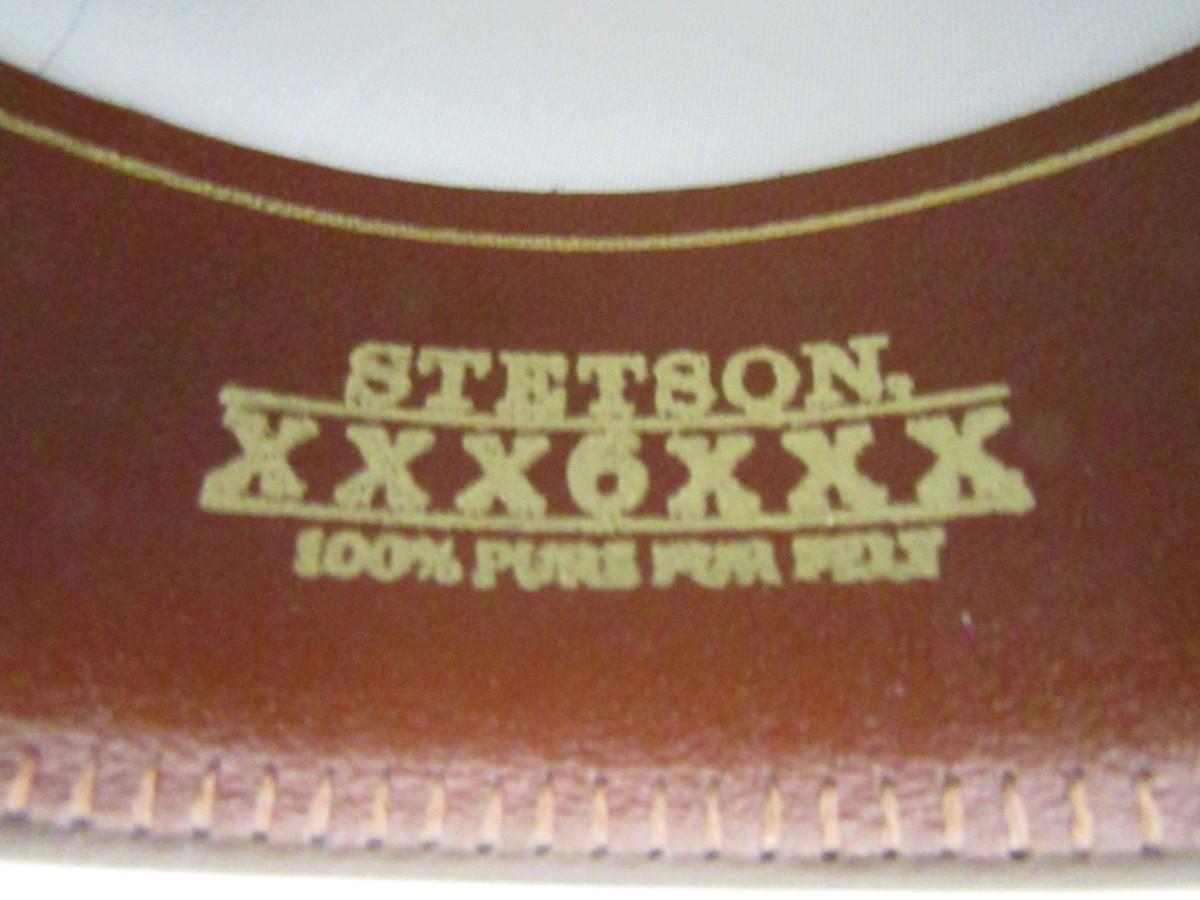 STETSON.
XXX6XXX
100% PURE FUR FELT